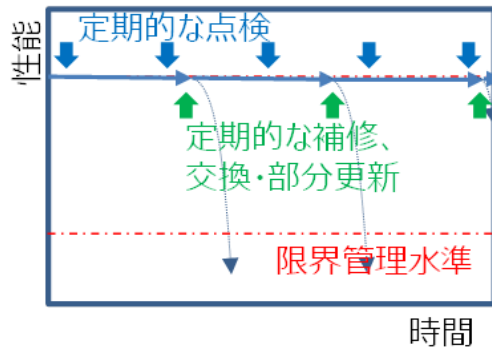 定期的な点検
性能
定期的な補修、
交換・部分更新
限界管理水準
時間